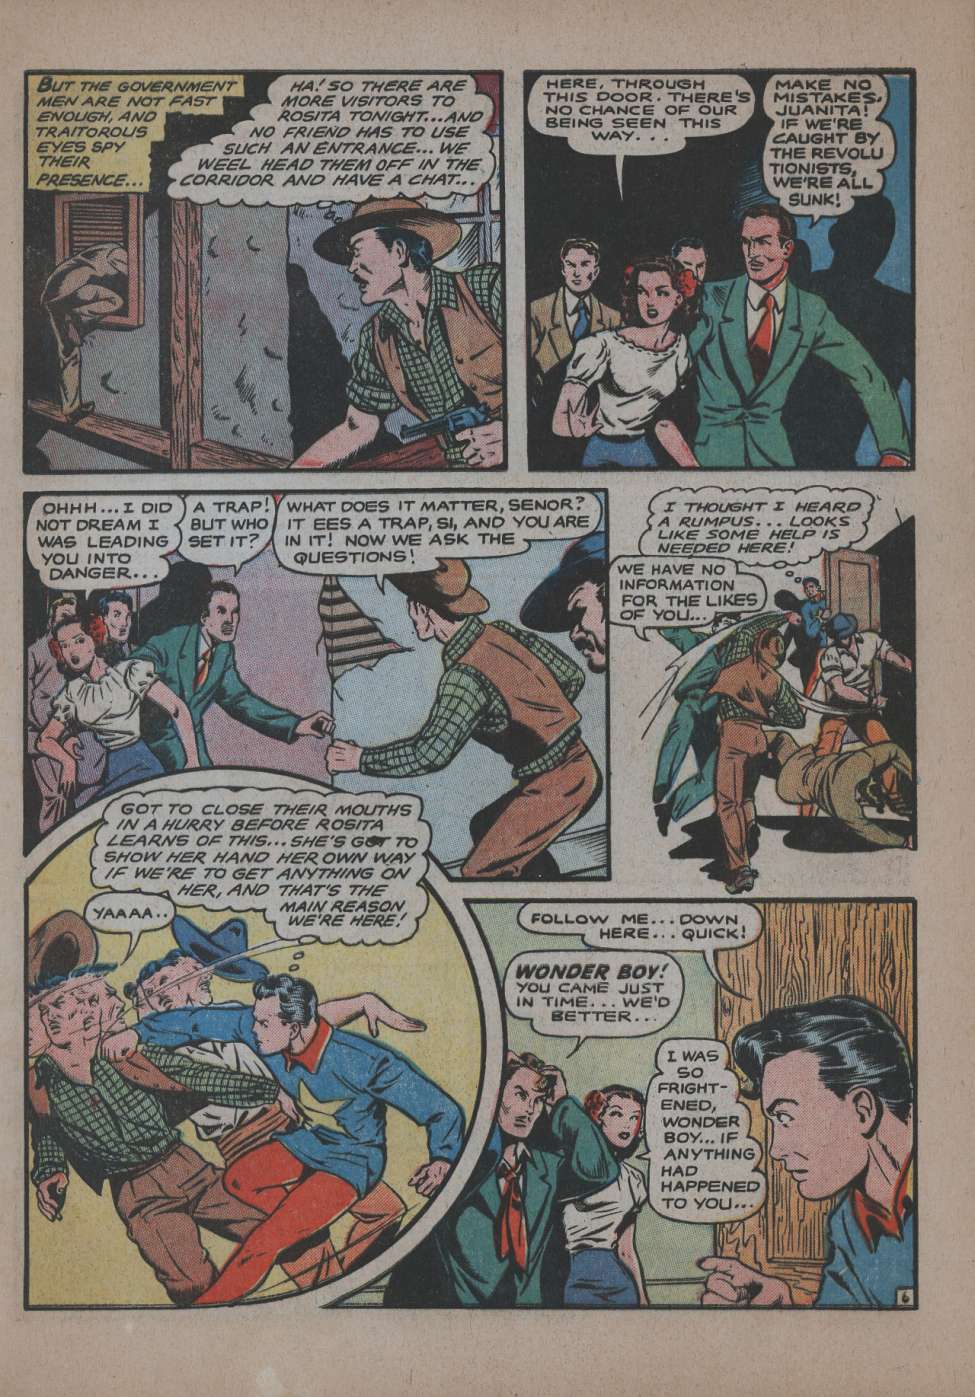 BUT THE GOVERNMENT
MEN ARE NOT FAST
ENOUGH, AND
TRAITOROUS
EYES SPY
THEIR
PRESENCE...
HA! SO THERE ARE
MORE VISITORS TO
ROSITA TONIGHT...AND
NO FRIEND HAS TO USE
SUCH AN ENTRANCE... WE
WEEL HEAD THEM OFF IN THE
CORRIDOR AND HAVE A CHAT...
HERE, THROUGH
THIS DOOR. THERE'S
NO CHANCE OF OUR
BEING SEEN THIS
WAY. . .
MAKE NO
MISTAKES,
JUANITA!
IF WE'RE
CAUGHT BY
THE REVOLU
TIONISTS,
WE'RE ALL
SUNK!
OHHH...I DID
NOT DREAM I
WAS LEADING
YOU INTO
DANGER...
A TRAP!
BUT WHO
SET IT?
WHAT DOES IT MATTER, SENOR?
IT EES A TRAP, SI, AND YOU ARE
IN IT! NOW WE ASK THE
QUESTIONS!
I THOUGHT I HEARD
A RUMPUS... LOOKS
LIKE SOME HELP IS
NEEDED HERE!
WE HAVE NO
INFORMATION
FOR THE LIKES
OF YOU...
GOT TO CLOSE THEIR MOUTHS
IN A HURRY BEFORE ROSITA
LEARNS OF THIS... SHE'S GOT TO
SHOW HER HAND HER OWN WAY
IF WE'RE TO GET ANYTHING ON
HER, AND THAT'S THE
MAIN REASON
WE'RE HERE!
YAAAA..
FOLLOW ME...DOWN
HERE...QUICK!
WONDER BOY!
YOU CAME JUST
IN TIME... WE'D
BETTER...
I WAS
SO
FRIGHT-
ENED,
WONDER
BOY... IF
ANYTHING
HAD
HAPPENED
TO YOU...
6